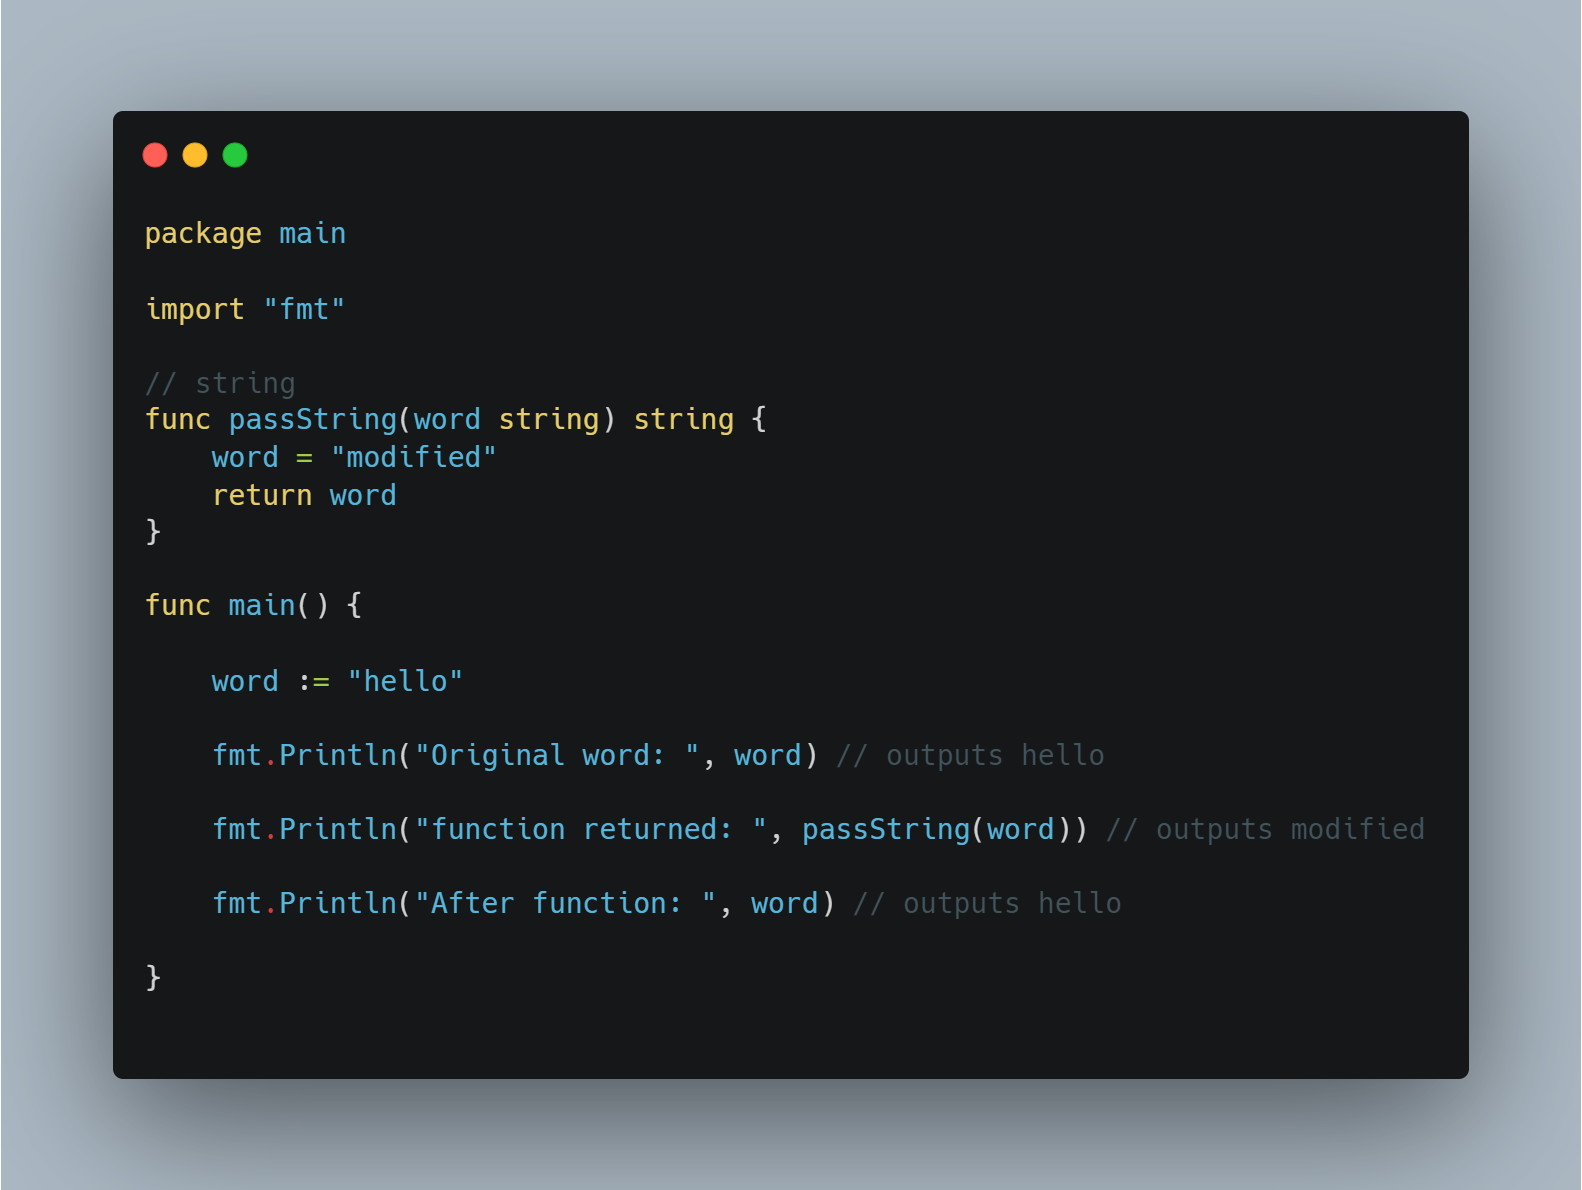 package main
import "fmt"
// string
func passString(word string) string {
    word = "modified"
    return word
}
func main() {
    word := "hello"
    fmt.Println("Original word: ", word) // outputs hello
    fmt.Println("function returned: ", passString(word)) // outputs modified
    fmt.Println("After function: ", word) // outputs hello
}